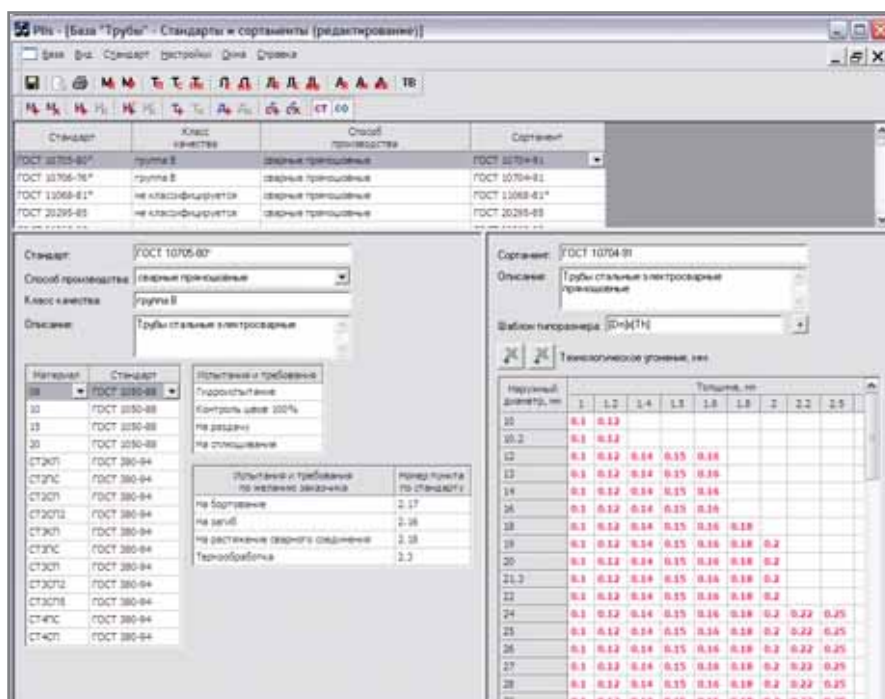 Plis - [База "Трубы" - Стандарты и сортаменты (редактирование)]
База Вид Стандарт Настройки Окна Справка
ТВ
СТ СО
Стандарт Класс качества Способ производства Сортамент
ГОСТ 10705-80* группа В сварные прямошовные ГОСТ 10704-91
ГОСТ 10706-76* группа В сварные прямошовные ГОСТ 10704-91
ГОСТ 11068-81* не классифицируется сварные прямошовные ГОСТ 11068-81*
ГОСТ 20295-85 не классифицируется сварные прямошовные ГОСТ 20295-85
Стандарт: ГОСТ 10705-80*
Способ производства: сварные прямошовные
Класс качества: группа В
Описание: Трубы стальные электросварные
Материал Стандарт
08 ГОСТ 1050-88
10 ГОСТ 1050-88
15 ГОСТ 1050-88
20 ГОСТ 1050-88
СТ2КП ГОСТ 380-94
СТ2ПС ГОСТ 380-94
СТ2СП ГОСТ 380-94
СТ2СП2 ГОСТ 380-94
СТ3КП ГОСТ 380-94
СТ3ПС ГОСТ 380-94
СТ3СП ГОСТ 380-94
СТ3СП2 ГОСТ 380-94
СТ3СП5 ГОСТ 380-94
СТ4ПС ГОСТ 380-94
СТ4СП ГОСТ 380-94
Испытания и требования
Гидроиспытание
Контроль швов 100%
На раздачу
На сплющивание
Испытания и требования по желанию заказчика Номер пункта по стандарту
На бортование 2.17
На загиб 2.16
На растяжение сварного соединения
Термообработка 2.3
Сортамент: ГОСТ 10704-91
Описание: Трубы стальные электросварные
прямошовные
Шаблон типоразмера: [Dn]x[Th]
Технологическое утонение, мм
Наружный диаметр, мм Толщина, мм
1 1.2 1.4 1.5 1.6 1.8 2 2.2 2.5
10 0.1 0.12
10.2 0.1 0.12
12 0.1 0.12 0.14 0.15 0.16
13 0.1 0.12 0.14 0.15 0.16
14 0.1 0.12 0.14 0.15 0.16
16 0.1 0.12 0.14 0.15 0.16
18 0.1 0.12 0.14 0.15 0.16 0.18
19 0.1 0.12 0.14 0.15 0.16 0.18 0.2
20 0.1 0.12 0.14 0.15 0.16 0.18 0.2
21.3 0.1 0.12 0.14 0.15 0.16 0.18 0.2
22 0.1 0.12 0.14 0.15 0.16 0.18 0.2
24 0.1 0.12 0.14 0.15 0.16 0.18 0.2 0.22 0.25
25 0.1 0.12 0.14 0.15 0.16 0.18 0.2 0.22 0.25
26 0.1 0.12 0.14 0.15 0.16 0.18 0.2 0.22 0.25
27 0.1 0.12 0.14 0.15 0.16 0.18 0.2 0.22 0.25
28 0.1 0.12 0.14 0.15 0.16 0.18 0.2 0.22 0.25